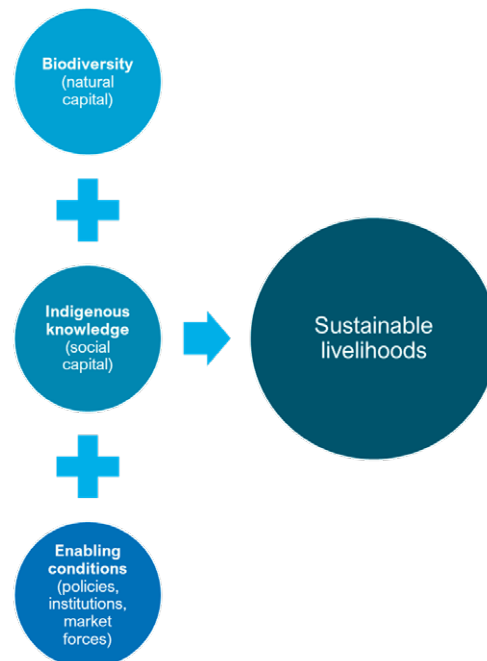 Biodiversity
(natural
capital)
Indigenous
knowledge
(social
capital)
Sustainable
livelihoods
Enabling
conditions
(policies,
institutions,
market
forces)